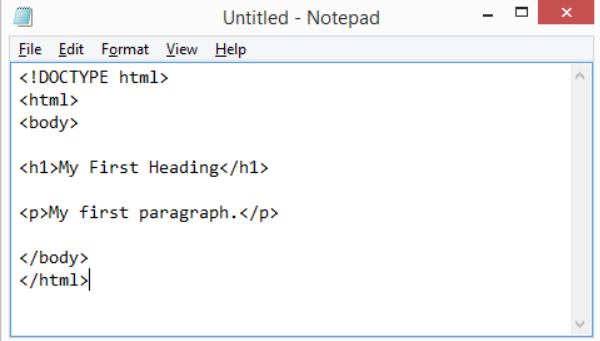 Untitled - Notepad
File Edit Format View Help
<!DOCTYPE html>
<html>
<body>
<h1>My First Heading</h1>
<p>My first paragraph.</p>
</body>
</html>